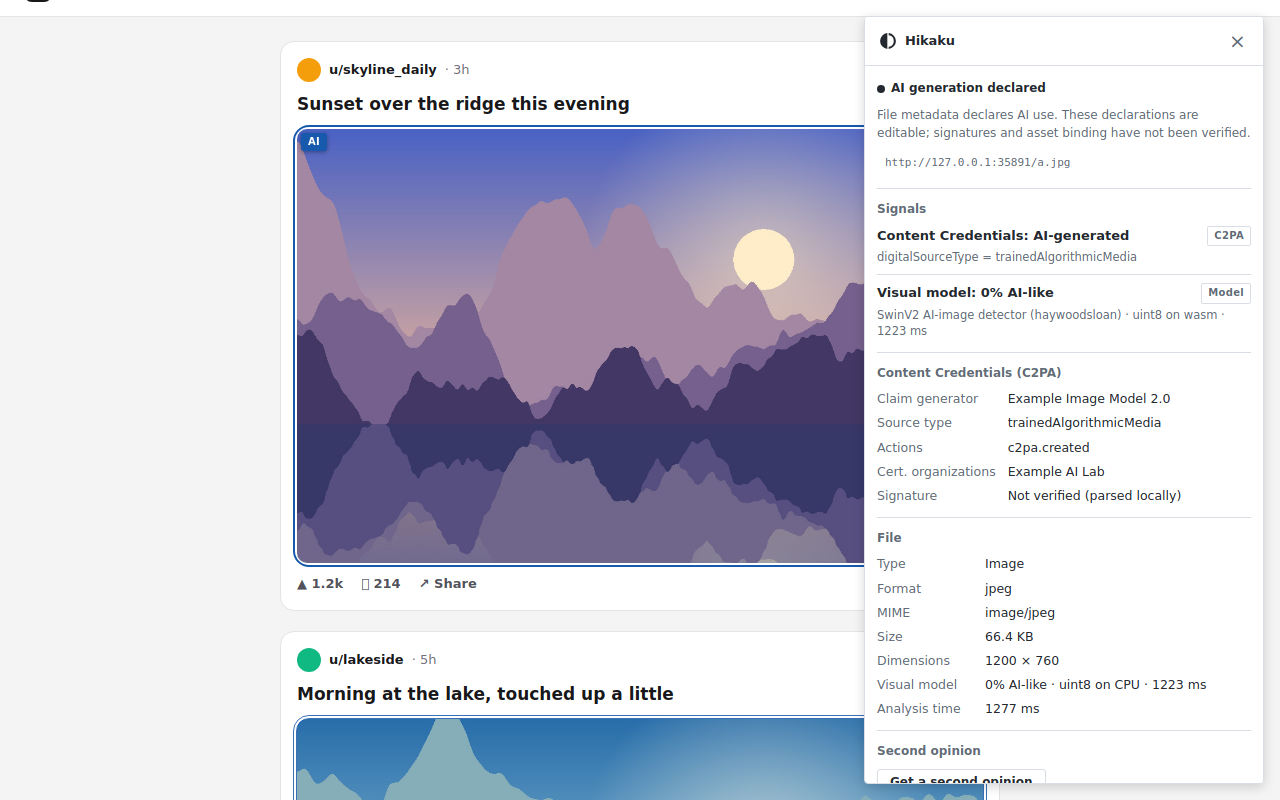 u/skyline_daily · 3h
Sunset over the ridge this evening
AI
▲ 1.2k 214 ↗ Share
u/lakeside · 5h
Morning at the lake, touched up a little
Hikaku
AI generation declared
File metadata declares AI use. These declarations are
editable; signatures and asset binding have not been verified.
http://127.0.0.1:35891/a.jpg
Signals
Content Credentials: AI-generated C2PA
digitalSourceType = trainedAlgorithmicMedia
Visual model: 0% AI-like Model
SwinV2 AI-image detector (haywoodsloan) · uint8 on wasm ·
1223 ms
Content Credentials (C2PA)
Claim generator Example Image Model 2.0
Source type trainedAlgorithmicMedia
Actions c2pa.created
Cert. organizations Example AI Lab
Signature Not verified (parsed locally)
File
Type Image
Format jpeg
MIME image/jpeg
Size 66.4 KB
Dimensions 1200 × 760
Visual model 0% AI-like · uint8 on CPU · 1223 ms
Analysis time 1277 ms
Second opinion
Get a second opinion